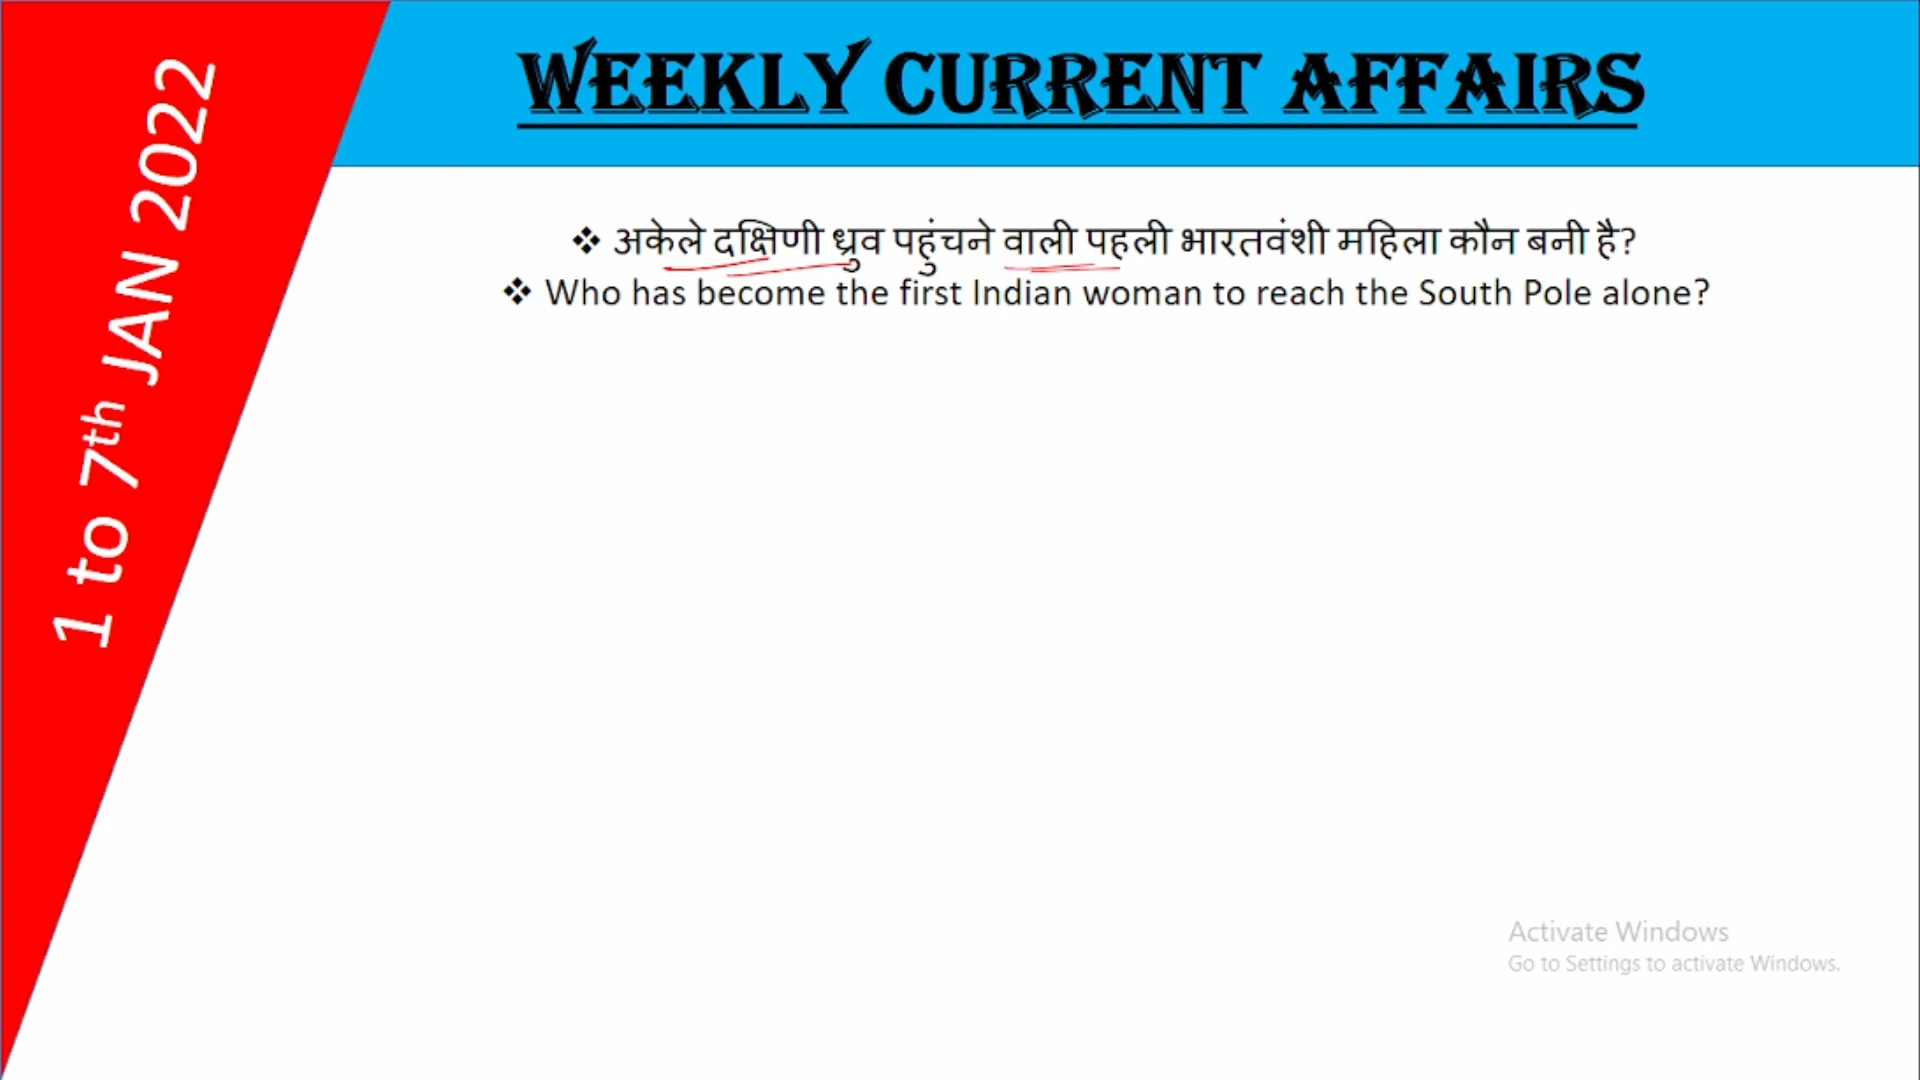 WEEKLY CURRENT AFFAIRS
1 to 7th JAN 2022
❖ अकेले दक्षिणी ध्रुव पहुंचने वाली पहली भारतवंशी महिला कौन बनी है?
❖ Who has become the first Indian woman to reach the South Pole alone?
Activate Windows
Go to Settings to activate Windows.